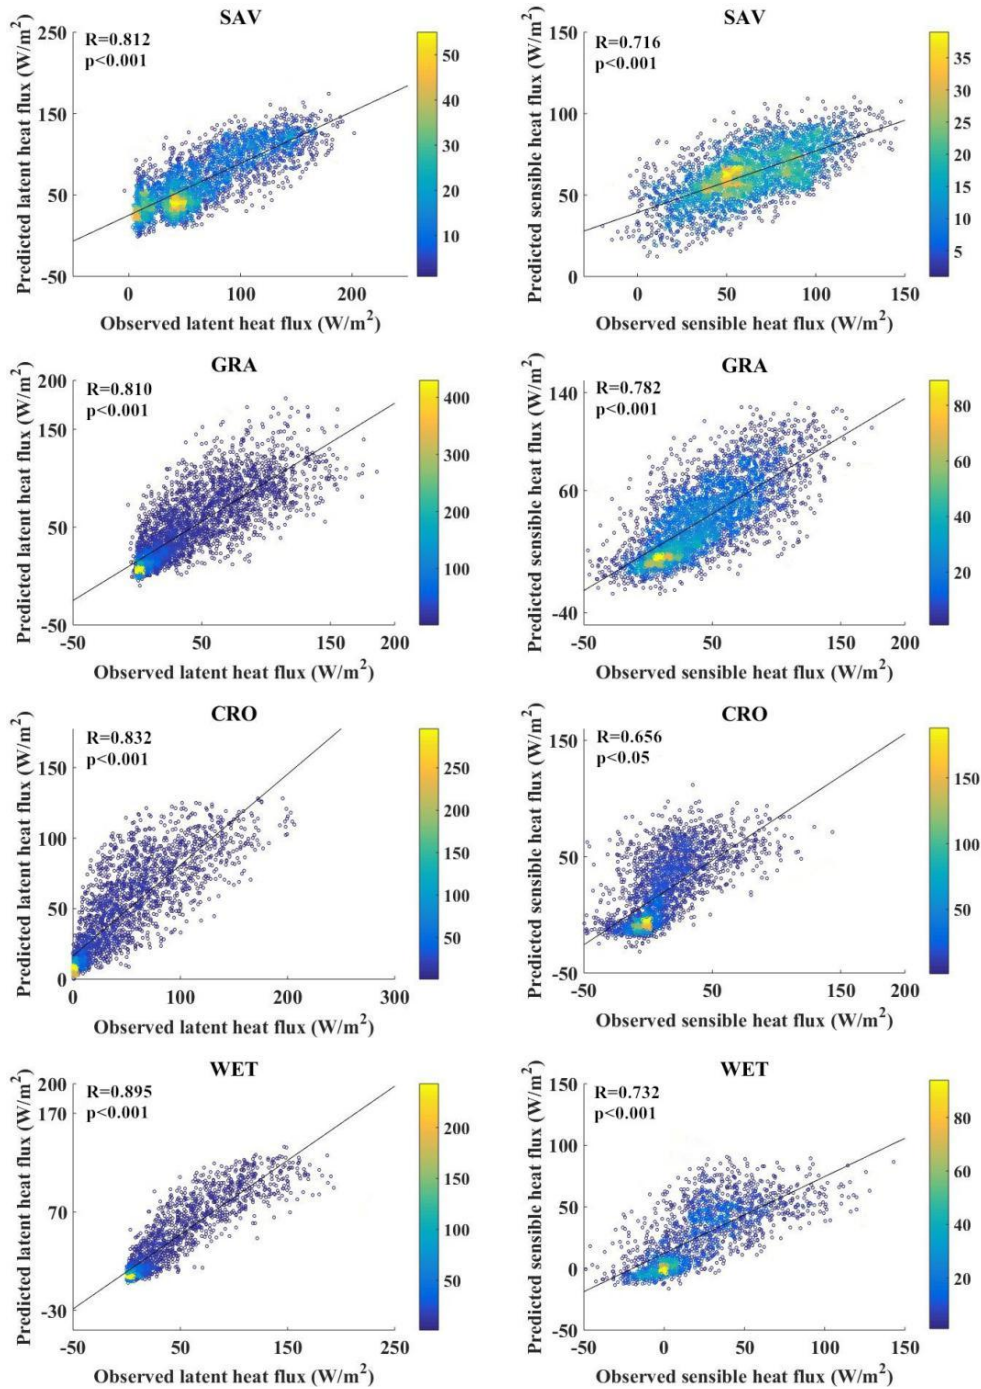 SAV
R=0.812
p<0.001
Predicted latent heat flux (W/m²)
250
150
50
-50
0
100
200
Observed latent heat flux (W/m²)
50
40
30
20
10
SAV
R=0.716
p<0.001
Predicted sensible heat flux (W/m²)
150
100
50
0
0
50
100
150
Observed sensible heat flux (W/m²)
35
30
25
20
15
10
5
GRA
R=0.810
p<0.001
Predicted latent heat flux (W/m²)
200
150
50
-50
-50
50
150
200
Observed latent heat flux (W/m²)
400
300
200
100
GRA
R=0.782
p<0.001
Predicted sensible heat flux (W/m²)
140
60
-40
-50
50
150
200
Observed sensible heat flux (W/m²)
80
60
40
20
CRO
R=0.832
p<0.001
Predicted latent heat flux (W/m²)
150
100
50
0
0
100
200
300
Observed latent heat flux (W/m²)
250
200
150
100
50
CRO
R=0.656
p<0.05
Predicted sensible heat flux (W/m²)
150
50
-50
-50
50
150
200
Observed sensible heat flux (W/m²)
150
100
50
WET
R=0.895
p<0.001
Predicted latent heat flux (W/m²)
200
170
70
-30
-50
50
150
250
Observed latent heat flux (W/m²)
200
150
100
50
WET
R=0.732
p<0.001
Predicted sensible heat flux (W/m²)
150
100
50
0
-50
-50
0
50
100
150
Observed sensible heat flux (W/m²)
80
60
40
20